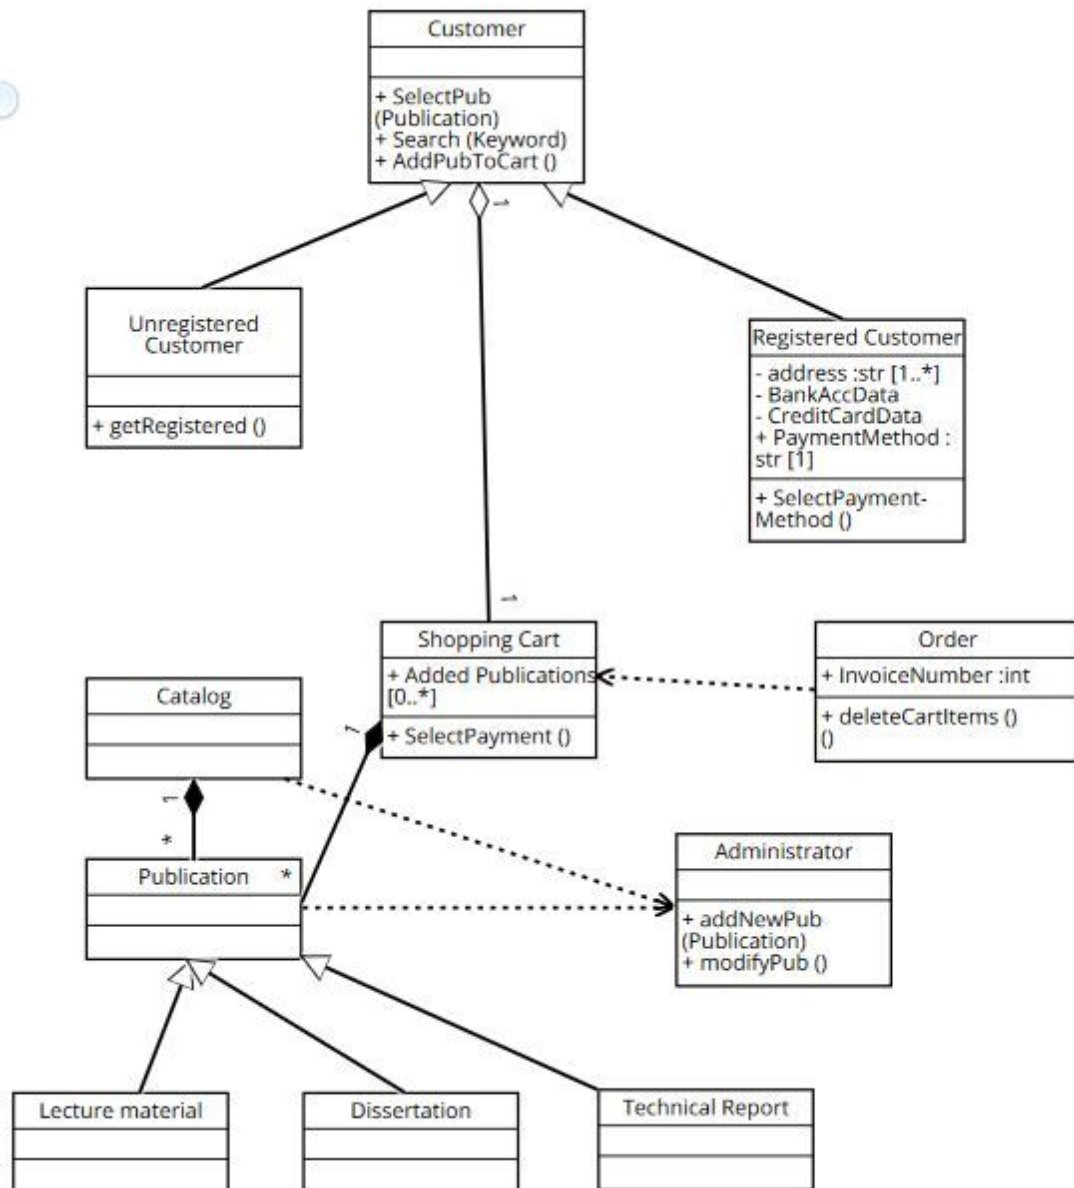 Customer
+ SelectPub
(Publication)
+ Search (Keyword)
+ AddPubToCart ()
1
Unregistered
Customer
+ getRegistered ()
Registered Customer
- address :str [1..*]
- BankAccData
- CreditCardData
+ PaymentMethod :
str [1]
+ SelectPayment-
Method ()
1
Shopping Cart
+ Added Publications
[0..*]
+ SelectPayment ()
Order
+ InvoiceNumber :int
+ deleteCartItems ()
()
Catalog
1
1
*
Publication *
Administrator
+ addNewPub
(Publication)
+ modifyPub ()
Lecture material
Dissertation
Technical Report